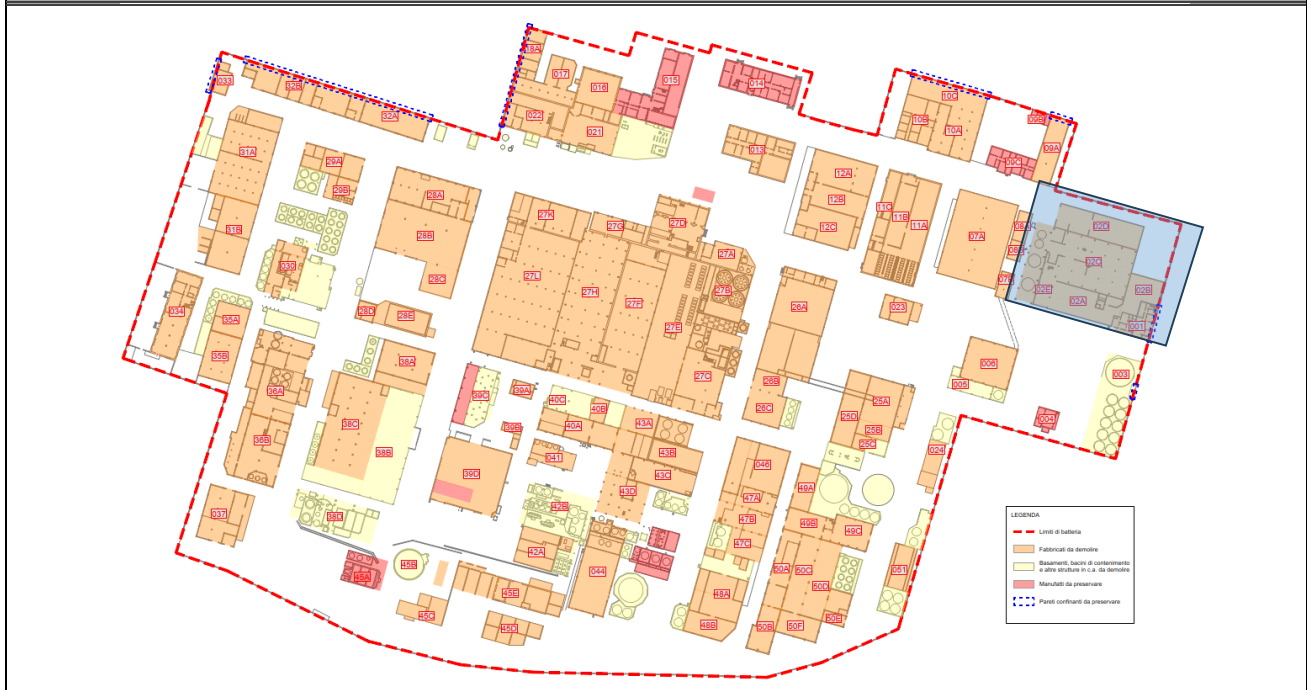 18A
017
016
015
014
033
32B
32A
022
021
10C
10B
10A
09B
09A
09C
013
31A
29A
29B
12A
12B
12C
11C
11B
11A
28A
28B
28C
27K
27G
27D
27A
27B
27L
27H
27F
27E
27C
07A
08A
02D
02C
02E
02A
02B
001
31B
030
034
35A
35B
28D
28E
26A
023
006
005
003
004
38A
36A
36B
38C
38B
39C
39A
39B
40C
40B
40A
43A
26B
26C
25A
25D
25B
25C
024
041
43B
43C
43D
39D
046
47A
47B
47C
49A
49B
49C
037
38D
42B
42A
044
45A
45B
45C
45E
45D
48A
48B
50A
50C
50D
50E
50B
50F
051
LEGENDA
Limiti di batteria
Fabbricati da demolire
Basamenti, bacini di contenimento
e altre strutture in c.a. da demolire
Manufatti da preservare
Pareti confinanti da preservare